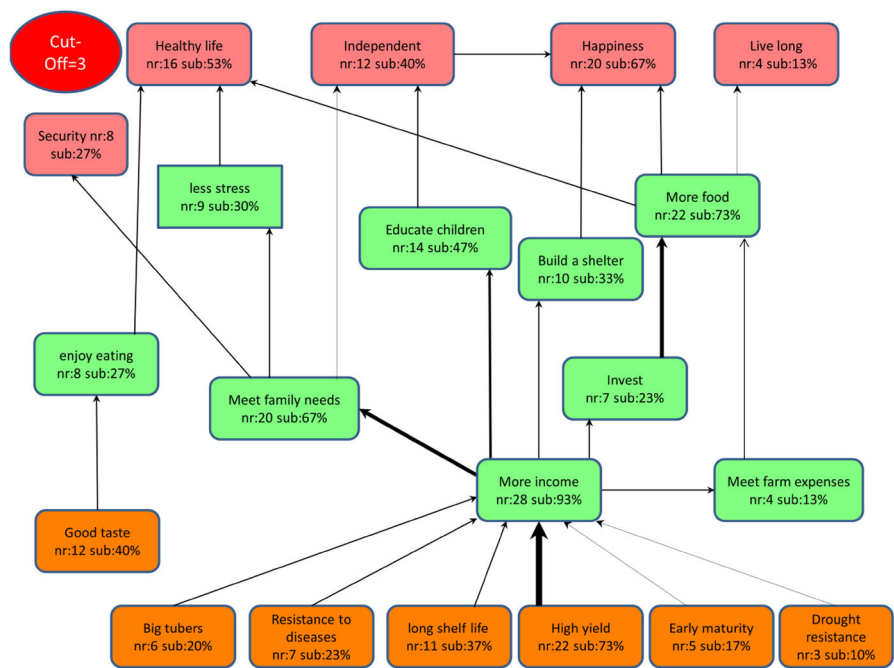 Cut-
Off=3
Healthy life
nr:16 sub:53%
Independent
nr:12 sub:40%
Happiness
nr:20 sub:67%
Live long
nr:4 sub:13%
Security nr:8
sub:27%
less stress
nr:9 sub:30%
More food
nr:22 sub:73%
Educate children
nr:14 sub:47%
Build a shelter
nr:10 sub:33%
enjoy eating
nr:8 sub:27%
Meet family needs
nr:20 sub:67%
Invest
nr:7 sub:23%
More income
nr:28 sub:93%
Meet farm expenses
nr:4 sub:13%
Good taste
nr:12 sub:40%
Big tubers
nr:6 sub:20%
Resistance to
diseases
nr:7 sub:23%
long shelf life
nr:11 sub:37%
High yield
nr:22 sub:73%
Early maturity
nr:5 sub:17%
Drought
resistance
nr:3 sub:10%